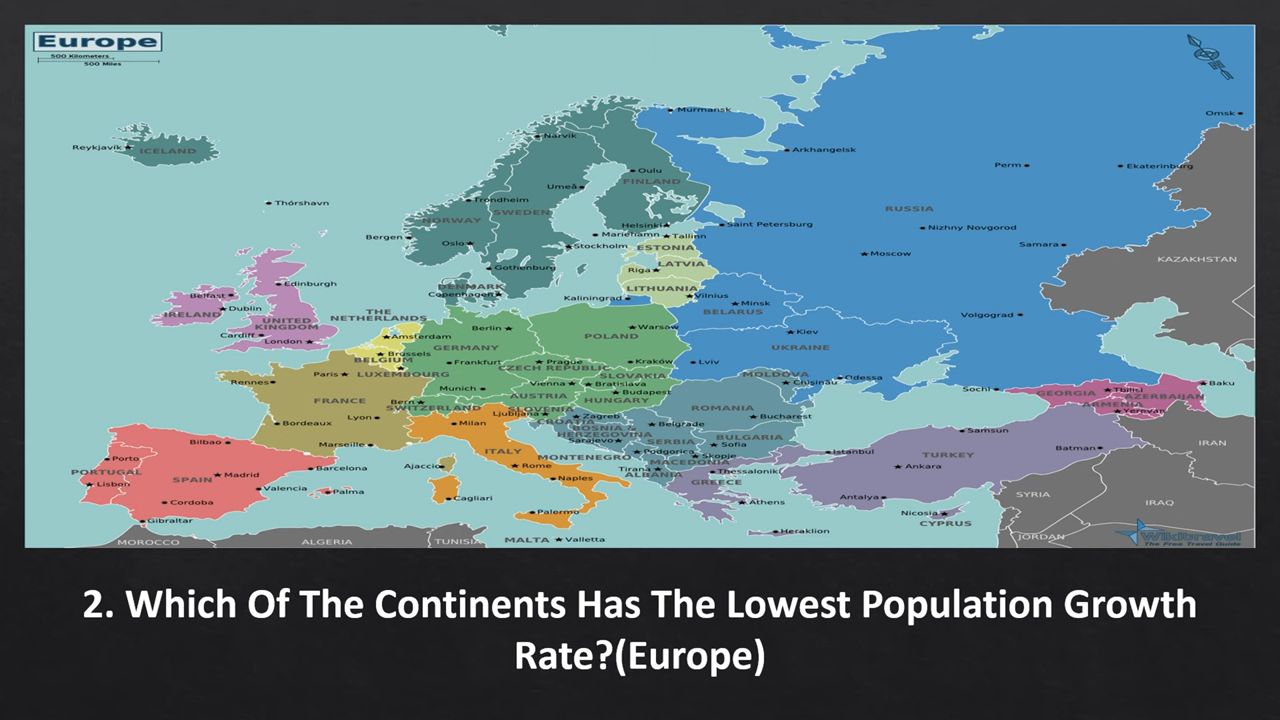 Europe
500 Kilometers
500 Miles
Murmansk
Omsk
Narvik
Reykjavík
ICELAND
Arkhangelsk
Perm
Ekaterinburg
Oulu
FINLAND
Umeå
Trondheim
Thórshavn
RUSSIA
NORWAY
SWEDEN
Saint Petersburg
Nizhny Novgorod
Helsinki
Mariehamn
Tallinn
Bergen
Oslo
Stockholm
ESTONIA
Samara
Moscow
KAZAKHSTAN
Gothenburg
Riga
LATVIA
Edinburgh
DENMARK
Copenhagen
LITHUANIA
Belfast
Kaliningrad
Vilnius
Minsk
Dublin
IRELAND
THE
NETHERLANDS
BELARUS
Volgograd
UNITED
KINGDOM
Berlin
Warsaw
Cardiff
London
Amsterdam
POLAND
Kiev
Brussels
GERMANY
UKRAINE
BELGIUM
Frankfurt
Prague
Kraków
Lviv
CZECH REPUBLIC
Rennes
Paris
LUXEMBOURG
SLOVAKIA
MOLDOVA
Odessa
Vienna
Bratislava
Chișinău
Baku
Munich
Budapest
Sochi
Tbilisi
FRANCE
Bern
AUSTRIA
HUNGARY
GEORGIA
AZERBAIJAN
SWITZERLAND
SLOVENIA
ROMANIA
ARMENIA
Yerevan
Lyon
Ljubljana
Zagreb
Bucharest
Bordeaux
Milan
CROATIA
Belgrade
BOSNIA &
HERZEGOVINA
Samsun
Bilbao
Marseille
Sarajevo
SERBIA
BULGARIA
Sofia
IRAN
Batman
ITALY
Podgorica
Istanbul
TURKEY
Porto
MONTENEGRO
Skopje
MACEDONIA
Barcelona
Ajaccio
Rome
Tirana
Thessaloniki
Ankara
PORTUGAL
Madrid
SPAIN
ALBANIA
Naples
GREECE
Lisbon
Valencia
Palma
Cagliari
Antalya
SYRIA
Cordoba
Athens
IRAQ
Palermo
Nicosia
Gibraltar
CYPRUS
Heraklion
MOROCCO
ALGERIA
TUNISIA
MALTA
Valletta
JORDAN
Wikitravel
The Free Travel Guide
2. Which Of The Continents Has The Lowest Population Growth
Rate?(Europe)